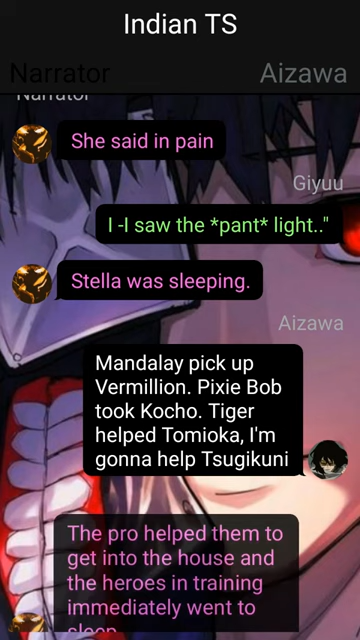 Indian TS
Narrator
Aizawa
Narrator
She said in pain
Giyuu
I -I saw the *pant* light.."
Stella was sleeping.
Aizawa
Mandalay pick up
Vermillion. Pixie Bob
took Kocho. Tiger
helped Tomioka, I'm
gonna help Tsugikuni
The pro helped them to
get into the house and
the heroes in training
immediately went to
sleep